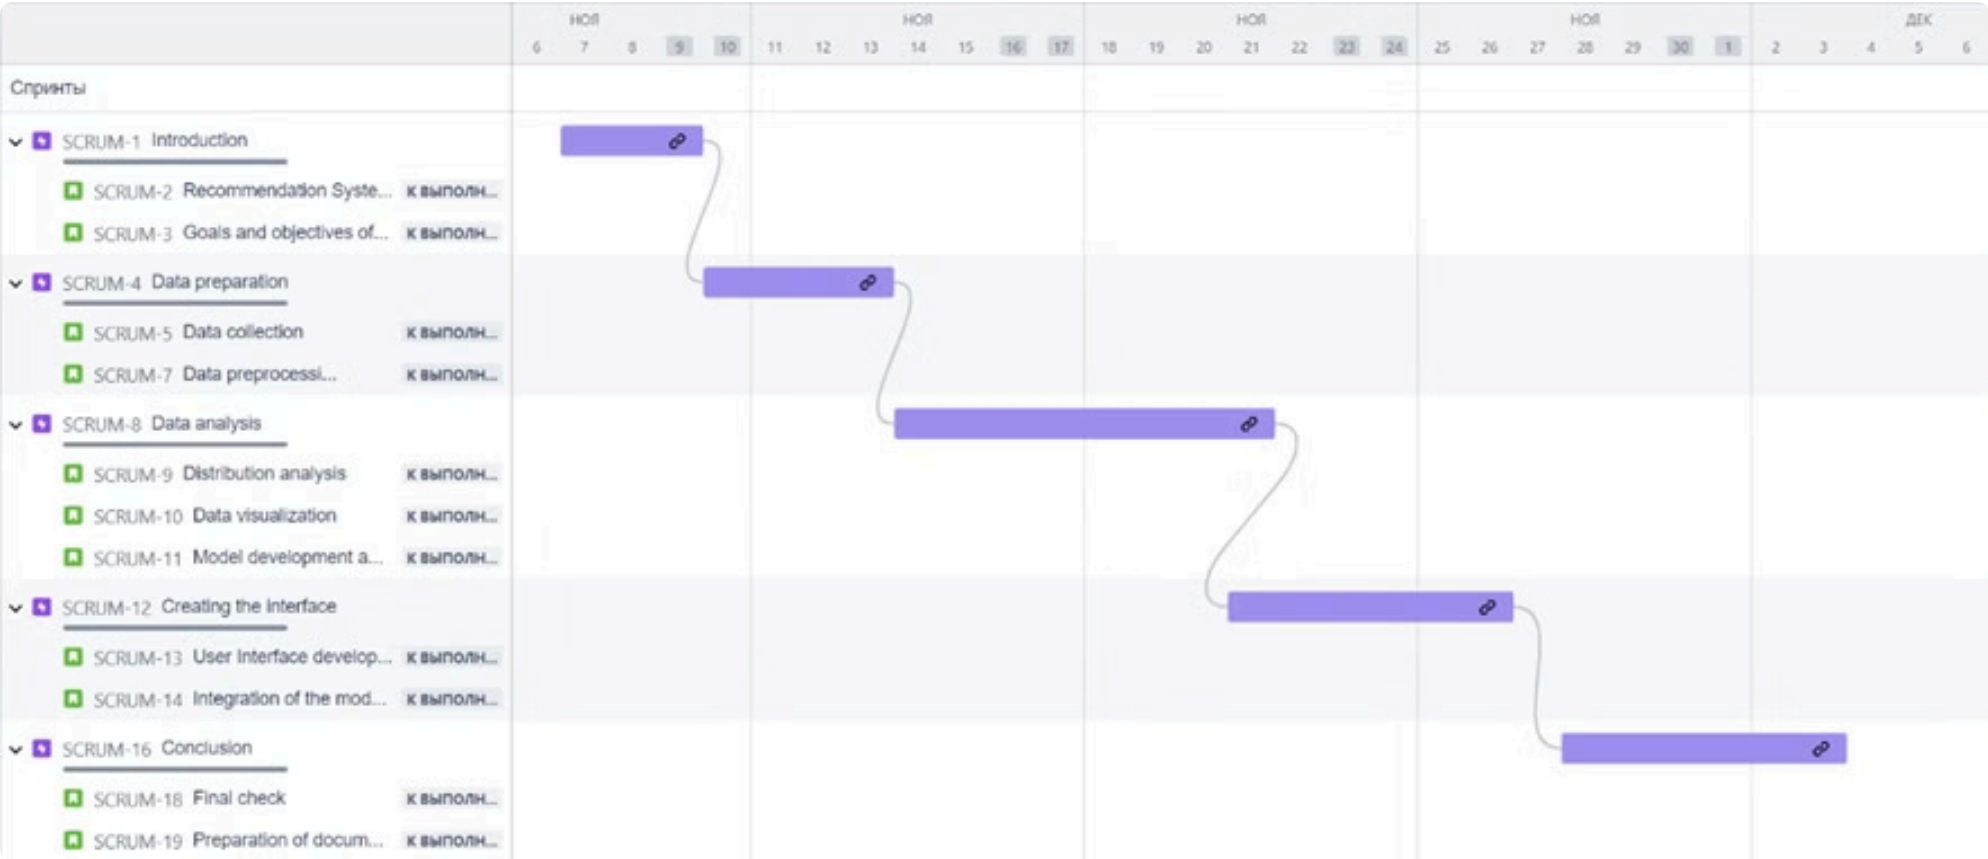 НОЯ НОЯ НОЯ НОЯ ДЕК
6 7 8 9 10 11 12 13 14 15 16 17 18 19 20 21 22 23 24 25 26 27 28 29 30 1 2 3 4 5 6
Спринты
SCRUM-1 Introduction
SCRUM-2 Recommendation Syste... К ВЫПОЛН...
SCRUM-3 Goals and objectives of... К ВЫПОЛН...
SCRUM-4 Data preparation
SCRUM-5 Data collection К ВЫПОЛН...
SCRUM-7 Data preprocessi... К ВЫПОЛН...
SCRUM-8 Data analysis
SCRUM-9 Distribution analysis К ВЫПОЛН...
SCRUM-10 Data visualization К ВЫПОЛН...
SCRUM-11 Model development a... К ВЫПОЛН...
SCRUM-12 Creating the interface
SCRUM-13 User interface develop... К ВЫПОЛН...
SCRUM-14 Integration of the mod... К ВЫПОЛН...
SCRUM-16 Conclusion
SCRUM-18 Final check К ВЫПОЛН...
SCRUM-19 Preparation of docum... К ВЫПОЛН...